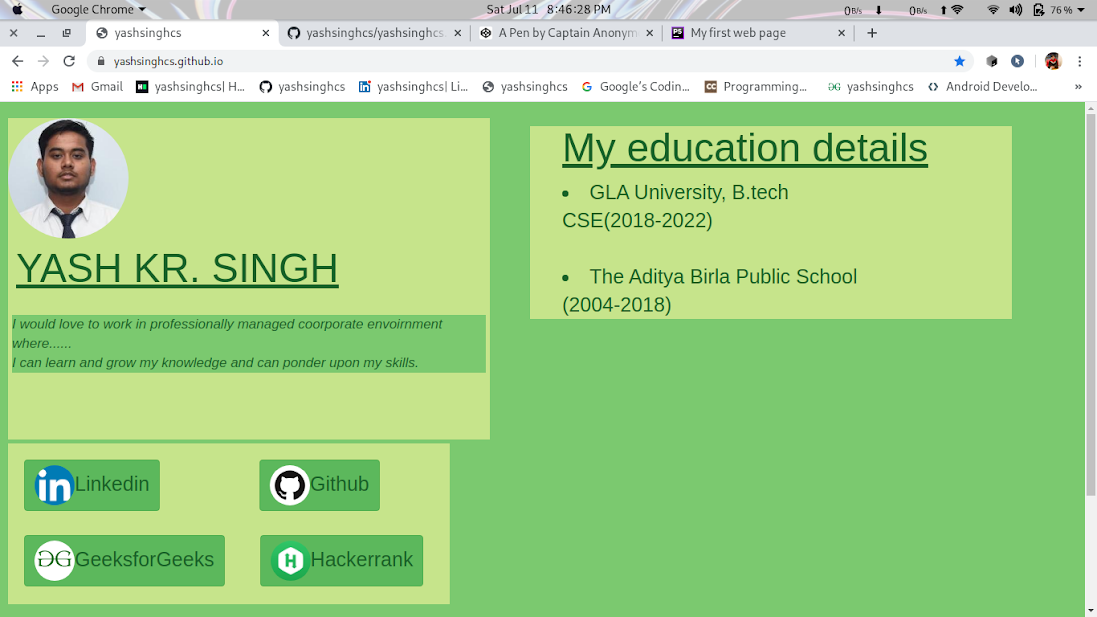 Google Chrome
Sat Jul 11 8:46:28 PM
0 B/s 0 B/s 76 %
yashsinghcs
yashsinghcs/yashsinghcs.
A Pen by Captain Anonym
My first web page
yashsinghcs.github.io
Apps
Gmail
yashsinghcs| H...
yashsinghcs
yashsinghcs| Li...
yashsinghcs
Google's Codin...
Programming...
yashsinghcs
Android Develo...
YASH KR. SINGH
I would love to work in professionally managed coorporate envoirnment
where......
I can learn and grow my knowledge and can ponder upon my skills.
Linkedin
Github
GeeksforGeeks
Hackerrank
My education details
GLA University, B.tech
CSE(2018-2022)
The Aditya Birla Public School
(2004-2018)